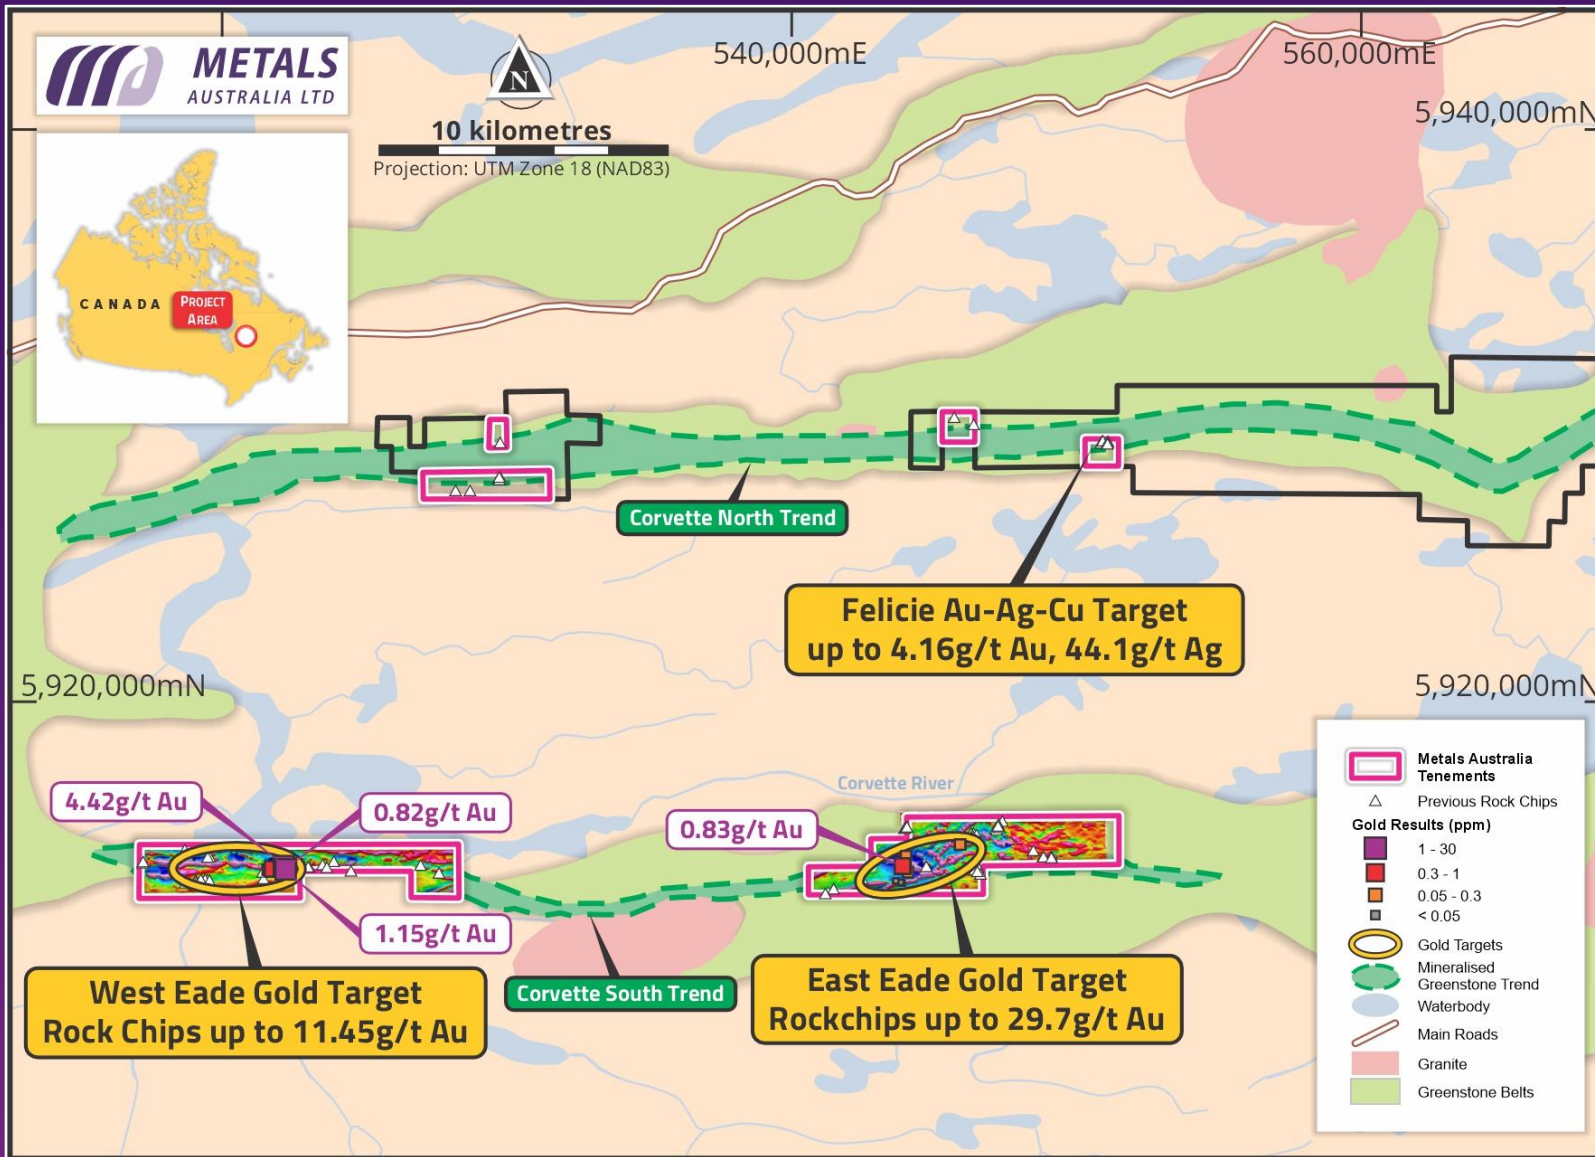 METALS
AUSTRALIA LTD
N
10 kilometres
Projection: UTM Zone 18 (NAD83)
540,000mE
560,000mE
5,940,000mN
CANADA
PROJECT
AREA
Corvette North Trend
Felicie Au-Ag-Cu Target
up to 4.16g/t Au, 44.1g/t Ag
5,920,000mN
5,920,000mN
Corvette River
4.42g/t Au
0.82g/t Au
0.83g/t Au
1.15g/t Au
West Eade Gold Target
Rock Chips up to 11.45g/t Au
Corvette South Trend
East Eade Gold Target
Rockchips up to 29.7g/t Au
Metals Australia
Tenements
Previous Rock Chips
Gold Results (ppm)
1 - 30
0.3 - 1
0.05 - 0.3
< 0.05
Gold Targets
Mineralised
Greenstone Trend
Waterbody
Main Roads
Granite
Greenstone Belts